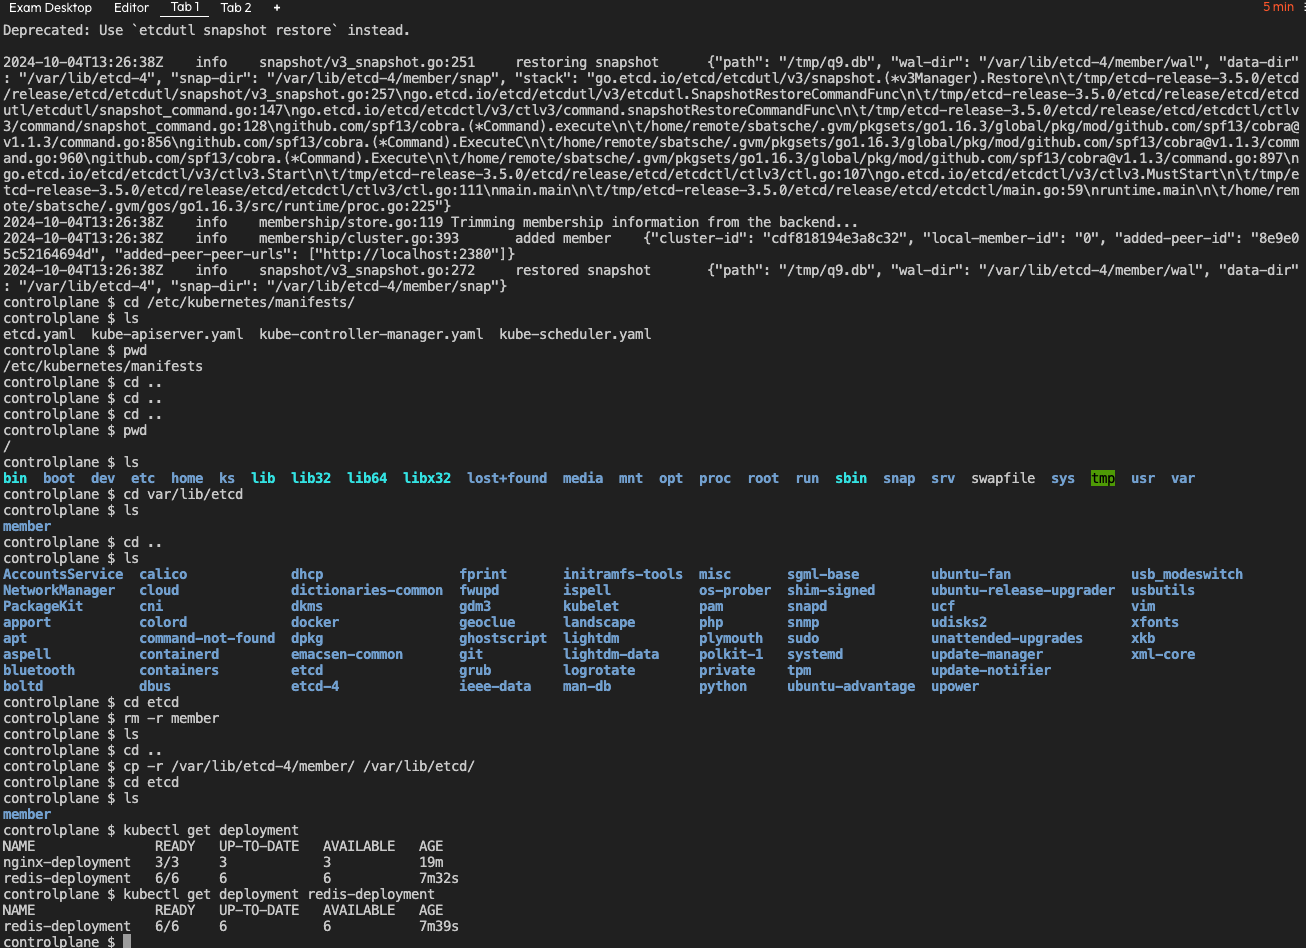 Exam Desktop Editor Tab 1 Tab 2 + 5 min
Deprecated: Use `etcdutl snapshot restore` instead.
2024-10-04T13:26:38Z info snapshot/v3_snapshot.go:251 restoring snapshot {"path": "/tmp/q9.db", "wal-dir": "/var/lib/etcd-4/member/wal", "data-dir"
: "/var/lib/etcd-4", "snap-dir": "/var/lib/etcd-4/member/snap", "stack": "go.etcd.io/etcd/etcdutl/v3/snapshot.(*v3Manager).Restore\n\t/tmp/etcd-release-3.5.0/etcd
/release/etcd/etcdutl/snapshot/v3_snapshot.go:257\ngo.etcd.io/etcd/etcdutl/v3/etcdutl.SnapshotRestoreCommandFunc\n\t/tmp/etcd-release-3.5.0/etcd/release/etcd/etcd
utl/etcdutl/snapshot_command.go:147\ngo.etcd.io/etcd/etcdctl/v3/ctlv3/command.snapshotRestoreCommandFunc\n\t/tmp/etcd-release-3.5.0/etcd/release/etcd/etcdctl/ctlv
3/command/snapshot_command.go:128\ngithub.com/spf13/cobra.(*Command).execute\n\t/home/remote/sbatsche/.gvm/pkgsets/go1.16.3/global/pkg/mod/github.com/spf13/cobra@
v1.1.3/command.go:856\ngithub.com/spf13/cobra.(*Command).ExecuteC\n\t/home/remote/sbatsche/.gvm/pkgsets/go1.16.3/global/pkg/mod/github.com/spf13/cobra@v1.1.3/comm
and.go:960\ngithub.com/spf13/cobra.(*Command).Execute\n\t/home/remote/sbatsche/.gvm/pkgsets/go1.16.3/global/pkg/mod/github.com/spf13/cobra@v1.1.3/command.go:897\n
go.etcd.io/etcd/etcdctl/v3/ctlv3.Start\n\t/tmp/etcd-release-3.5.0/etcd/release/etcd/etcdctl/ctlv3/ctl.go:107\ngo.etcd.io/etcd/etcdctl/v3/ctlv3.MustStart\n\t/tmp/e
tcd-release-3.5.0/etcd/release/etcd/etcdctl/ctlv3/ctl.go:111\nmain.main\n\t/tmp/etcd-release-3.5.0/etcd/release/etcd/etcdctl/main.go:59\nruntime.main\n\t/home/rem
ote/sbatsche/.gvm/gos/go1.16.3/src/runtime/proc.go:225"}
2024-10-04T13:26:38Z info membership/store.go:119 Trimming membership information from the backend...
2024-10-04T13:26:38Z info membership/cluster.go:393 added member {"cluster-id": "cdf818194e3a8c32", "local-member-id": "0", "added-peer-id": "8e9e0
5c52164694d", "added-peer-peer-urls": ["http://localhost:2380"]}
2024-10-04T13:26:38Z info snapshot/v3_snapshot.go:272 restored snapshot {"path": "/tmp/q9.db", "wal-dir": "/var/lib/etcd-4/member/wal", "data-dir"
: "/var/lib/etcd-4", "snap-dir": "/var/lib/etcd-4/member/snap"}
controlplane $ cd /etc/kubernetes/manifests/
controlplane $ ls
etcd.yaml kube-apiserver.yaml kube-controller-manager.yaml kube-scheduler.yaml
controlplane $ pwd
/etc/kubernetes/manifests
controlplane $ cd ..
controlplane $ cd ..
controlplane $ cd ..
controlplane $ pwd
/
controlplane $ ls
bin boot dev etc home ks lib lib32 lib64 libx32 lost+found media mnt opt proc root run sbin snap srv swapfile sys tmp usr var
controlplane $ cd var/lib/etcd
controlplane $ ls
member
controlplane $ cd ..
controlplane $ ls
AccountsService calico dhcp fprint initramfs-tools misc sgml-base ubuntu-fan usb_modeswitch
NetworkManager cloud dictionaries-common fwupd ispell os-prober shim-signed ubuntu-release-upgrader usbutils
PackageKit cni dkms gdm3 kubelet pam snapd ucf vim
apport colord docker geoclue landscape php snmp udisks2 xfonts
apt command-not-found dpkg ghostscript lightdm plymouth sudo unattended-upgrades xkb
aspell containerd emacsen-common git lightdm-data polkit-1 systemd update-manager xml-core
bluetooth containers etcd grub logrotate private tpm update-notifier
boltd dbus etcd-4 ieee-data man-db python ubuntu-advantage upower
controlplane $ cd etcd
controlplane $ rm -r member
controlplane $ ls
controlplane $ cd ..
controlplane $ cp -r /var/lib/etcd-4/member/ /var/lib/etcd/
controlplane $ cd etcd
controlplane $ ls
member
controlplane $ kubectl get deployment
NAME READY UP-TO-DATE AVAILABLE AGE
nginx-deployment 3/3 3 3 19m
redis-deployment 6/6 6 6 7m32s
controlplane $ kubectl get deployment redis-deployment
NAME READY UP-TO-DATE AVAILABLE AGE
redis-deployment 6/6 6 6 7m39s
controlplane $